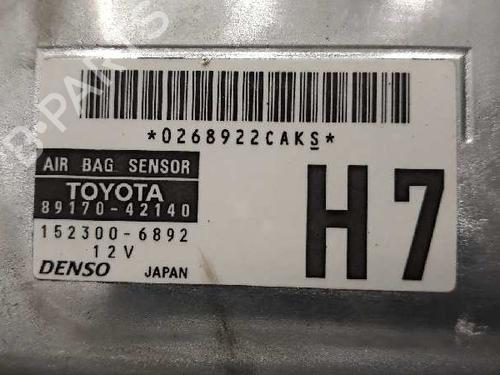 *0268922CAKS*
AIR BAG SENSOR
TOYOTA
89170-42140
152300-6892
12V
DENSO JAPAN
H7
B-PARTS